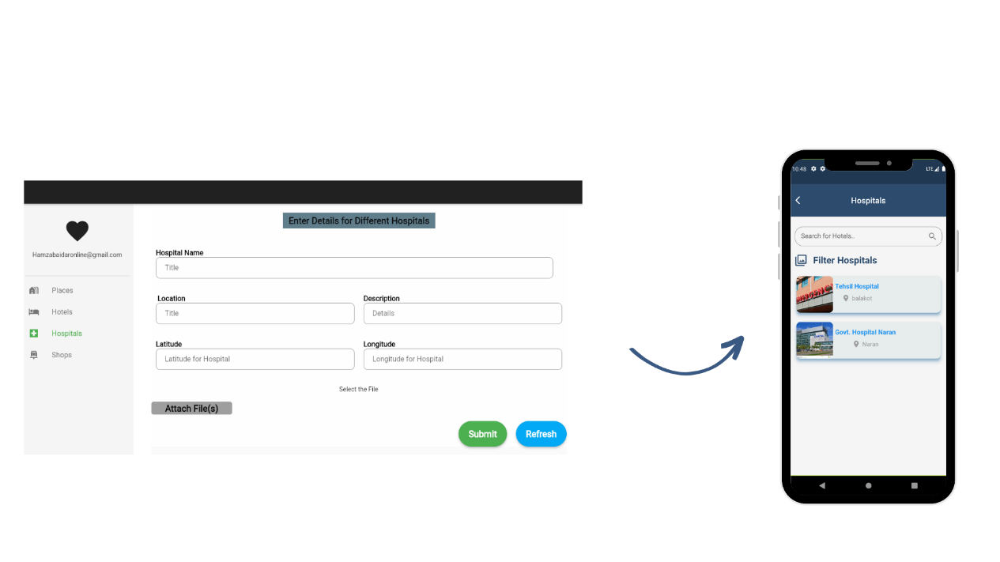 Enter Details for Different Hospitals
Hamzabaidaronline@gmail.com
Places
Hotels
Hospitals
Shops
Hospital Name
Title
Location
Description
Title
Details
Latitude
Longitude
Latitude for Hospital
Longitude for Hospital
Select the File
Attach File(s)
Submit
Refresh
10.48
LTE
Hospitals
Search for Hotels..
Filter Hospitals
EMERGENC
Tehsil Hospital
balakot
Govt. Hospital Naran
Naran